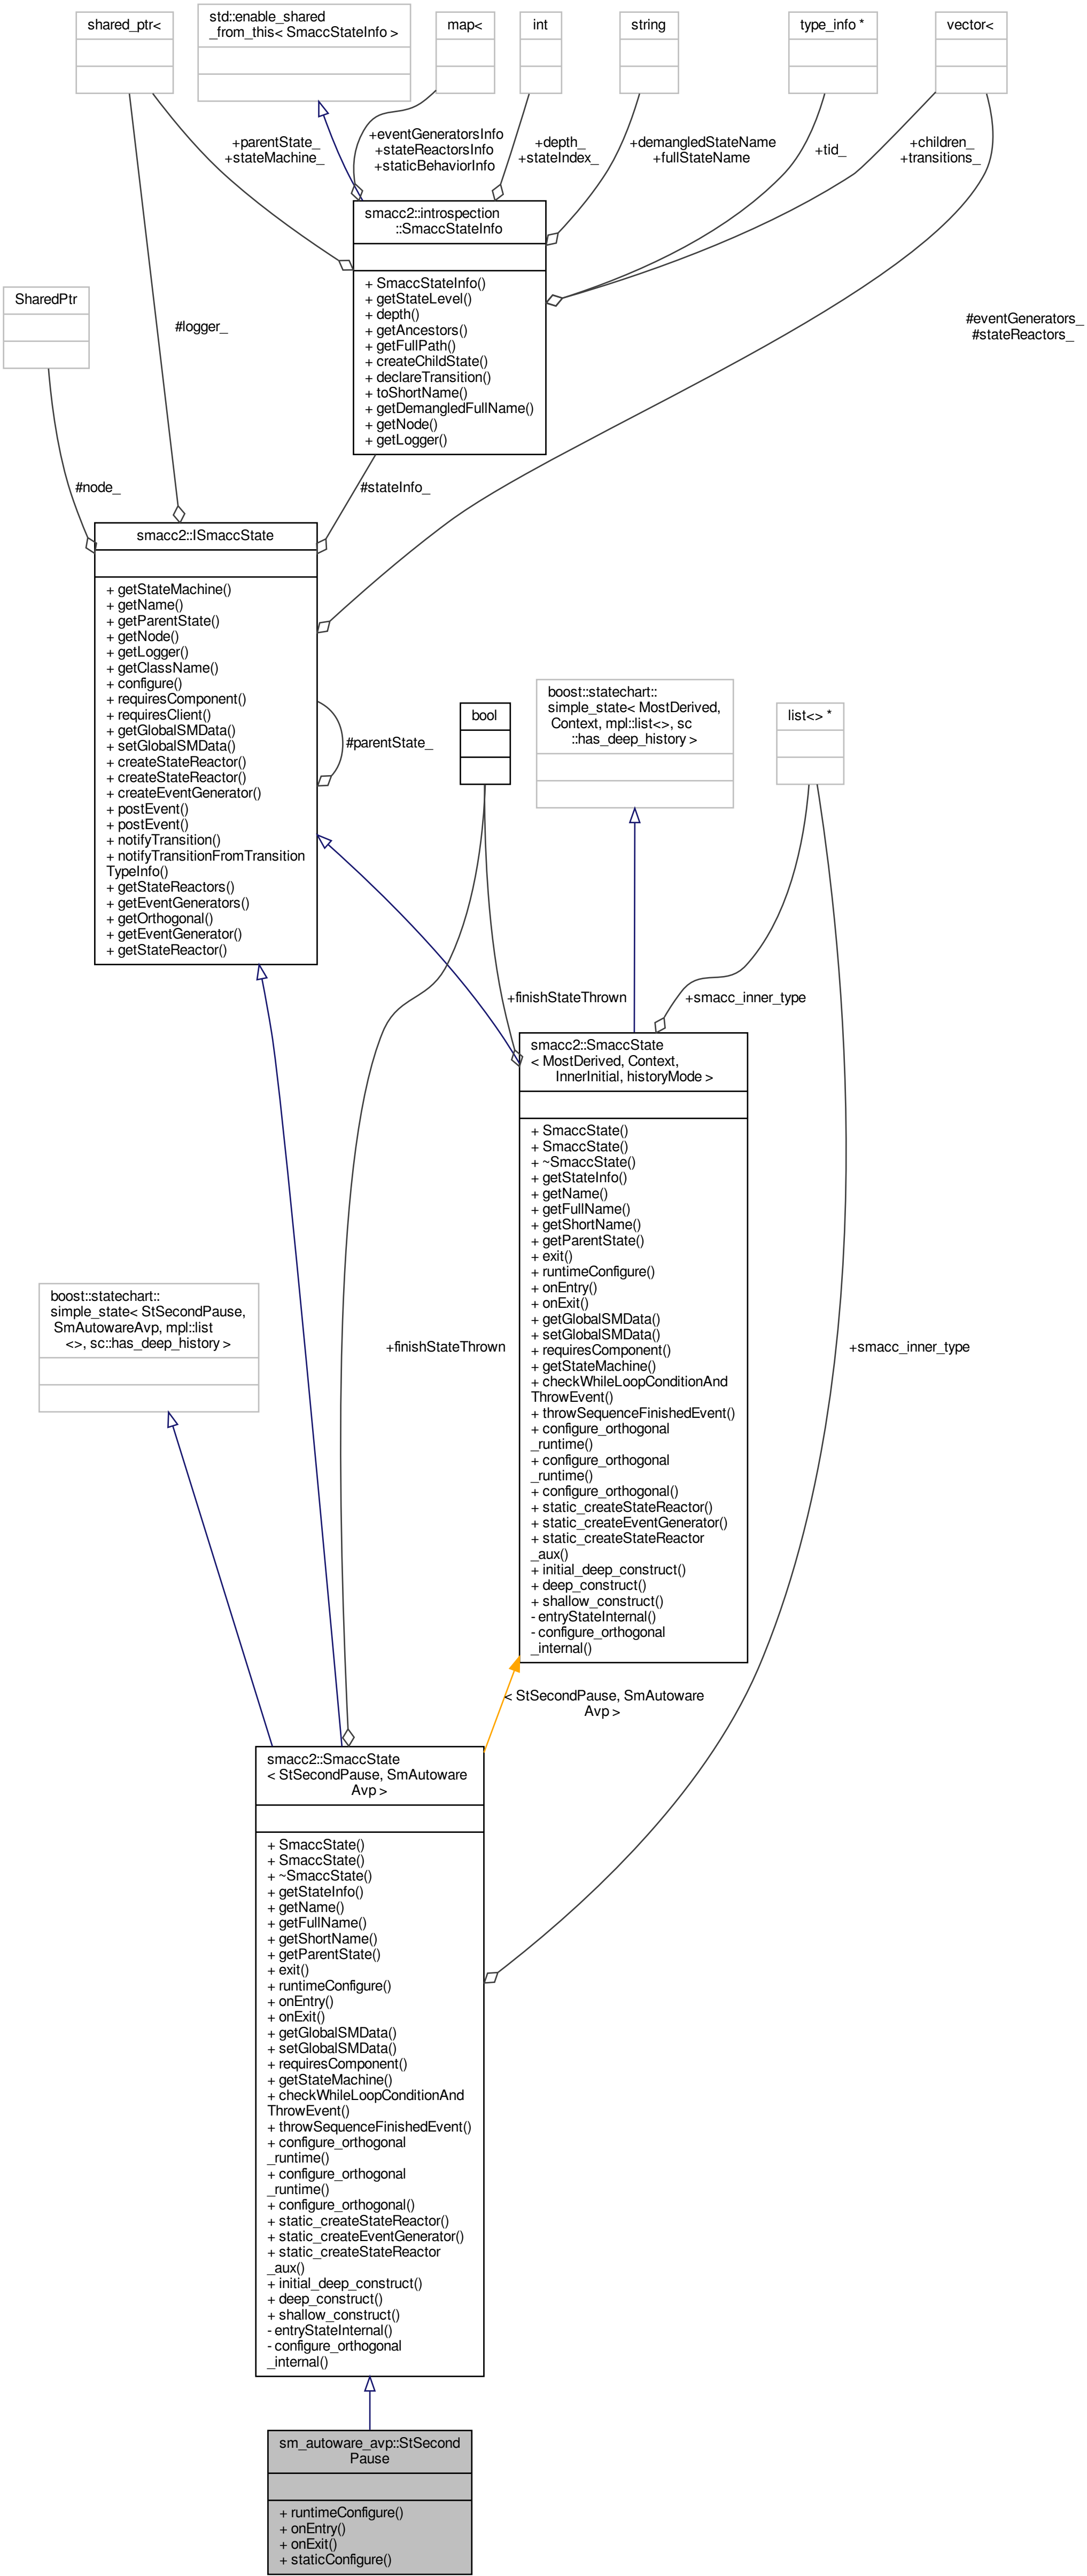 shared_ptr<
std::enable_shared
_from_this< SmaccStateInfo >
map<
int
string
type_info *
vector<
+parentState_
+stateMachine_
+eventGeneratorsInfo
+stateReactorsInfo
+staticBehaviorInfo
+depth_
+stateIndex_
+demangledStateName
+fullStateName
+tid_
+children_
+transitions_
smacc2::introspection
::SmaccStateInfo
+ SmaccStateInfo()
+ getStateLevel()
+ depth()
+ getAncestors()
+ getFullPath()
+ createChildState()
+ declareTransition()
+ toShortName()
+ getDemangledFullName()
+ getNode()
+ getLogger()
SharedPtr
#logger_
#eventGenerators_
#stateReactors_
#node_
#stateInfo_
smacc2::ISmaccState
+ getStateMachine()
+ getName()
+ getParentState()
+ getNode()
+ getLogger()
+ getClassName()
+ configure()
+ requiresComponent()
+ requiresClient()
+ getGlobalSMData()
+ setGlobalSMData()
+ createStateReactor()
+ createStateReactor()
+ createEventGenerator()
+ postEvent()
+ postEvent()
+ notifyTransition()
+ notifyTransitionFromTransition
TypeInfo()
+ getStateReactors()
+ getEventGenerators()
+ getOrthogonal()
+ getEventGenerator()
+ getStateReactor()
#parentState_
bool
boost::statechart::
simple_state< MostDerived,
Context, mpl::list<>, sc
::has_deep_history >
list<> *
+finishStateThrown
+smacc_inner_type
smacc2::SmaccState
< MostDerived, Context,
InnerInitial, historyMode >
+ SmaccState()
+ SmaccState()
+ ~SmaccState()
+ getStateInfo()
+ getName()
+ getFullName()
+ getShortName()
+ getParentState()
+ exit()
+ runtimeConfigure()
+ onEntry()
+ onExit()
+ getGlobalSMData()
+ setGlobalSMData()
+ requiresComponent()
+ getStateMachine()
+ checkWhileLoopConditionAnd
ThrowEvent()
+ throwSequenceFinishedEvent()
+ configure_orthogonal
_runtime()
+ configure_orthogonal
_runtime()
+ configure_orthogonal()
+ static_createStateReactor()
+ static_createEventGenerator()
+ static_createStateReactor
_aux()
+ initial_deep_construct()
+ deep_construct()
+ shallow_construct()
- entryStateInternal()
- configure_orthogonal
_internal()
boost::statechart::
simple_state< StSecondPause,
SmAutowareAvp, mpl::list
<>, sc::has_deep_history >
+finishStateThrown
+smacc_inner_type
< StSecondPause, SmAutoware
Avp >
smacc2::SmaccState
< StSecondPause, SmAutoware
Avp >
+ SmaccState()
+ SmaccState()
+ ~SmaccState()
+ getStateInfo()
+ getName()
+ getFullName()
+ getShortName()
+ getParentState()
+ exit()
+ runtimeConfigure()
+ onEntry()
+ onExit()
+ getGlobalSMData()
+ setGlobalSMData()
+ requiresComponent()
+ getStateMachine()
+ checkWhileLoopConditionAnd
ThrowEvent()
+ throwSequenceFinishedEvent()
+ configure_orthogonal
_runtime()
+ configure_orthogonal
_runtime()
+ configure_orthogonal()
+ static_createStateReactor()
+ static_createEventGenerator()
+ static_createStateReactor
_aux()
+ initial_deep_construct()
+ deep_construct()
+ shallow_construct()
- entryStateInternal()
- configure_orthogonal
_internal()
sm_autoware_avp::StSecond
Pause
+ runtimeConfigure()
+ onEntry()
+ onExit()
+ staticConfigure()